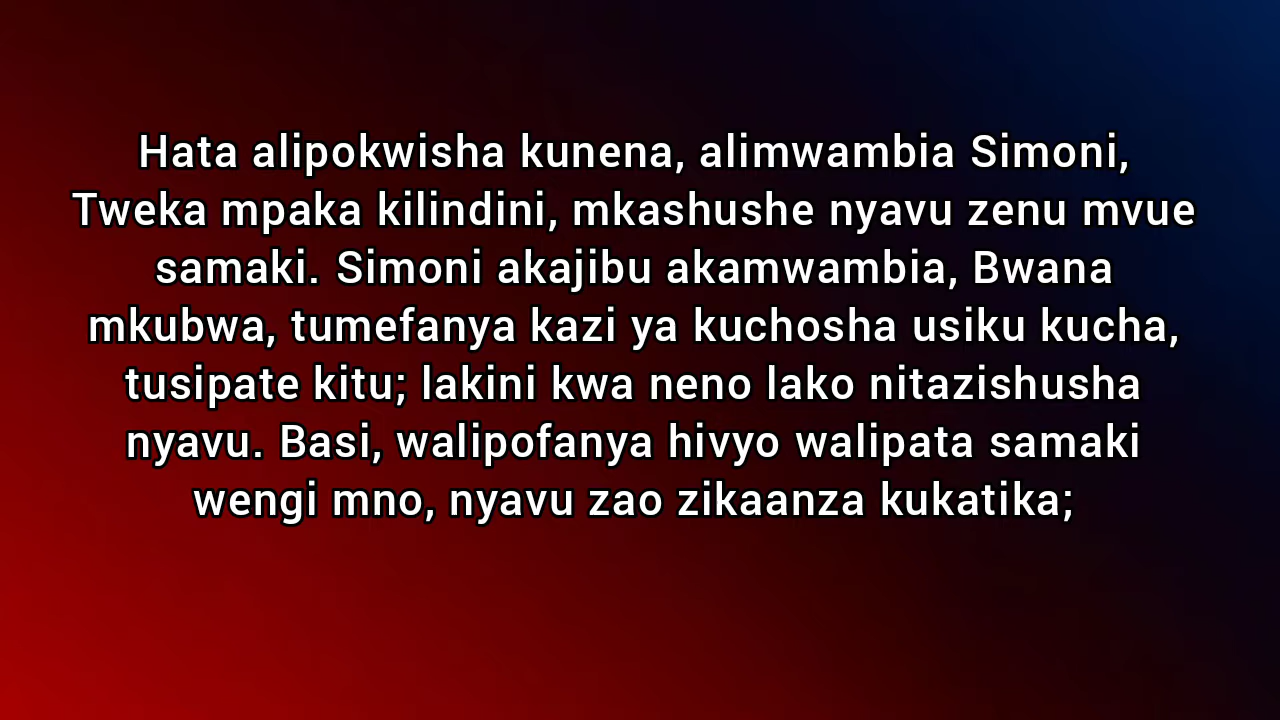 Hata alipokwisha kunena, alimwambia Simoni,
Tweka mpaka kilindini, mkashushe nyavu zenu mvue
samaki. Simoni akajibu akamwambia, Bwana
mkubwa, tumefanya kazi ya kuchosha usiku kucha,
tusipate kitu; lakini kwa neno lako nitazishusha
nyavu. Basi, walipofanya hivyo walipata samaki
wengi mno, nyavu zao zikaanza kukatika;